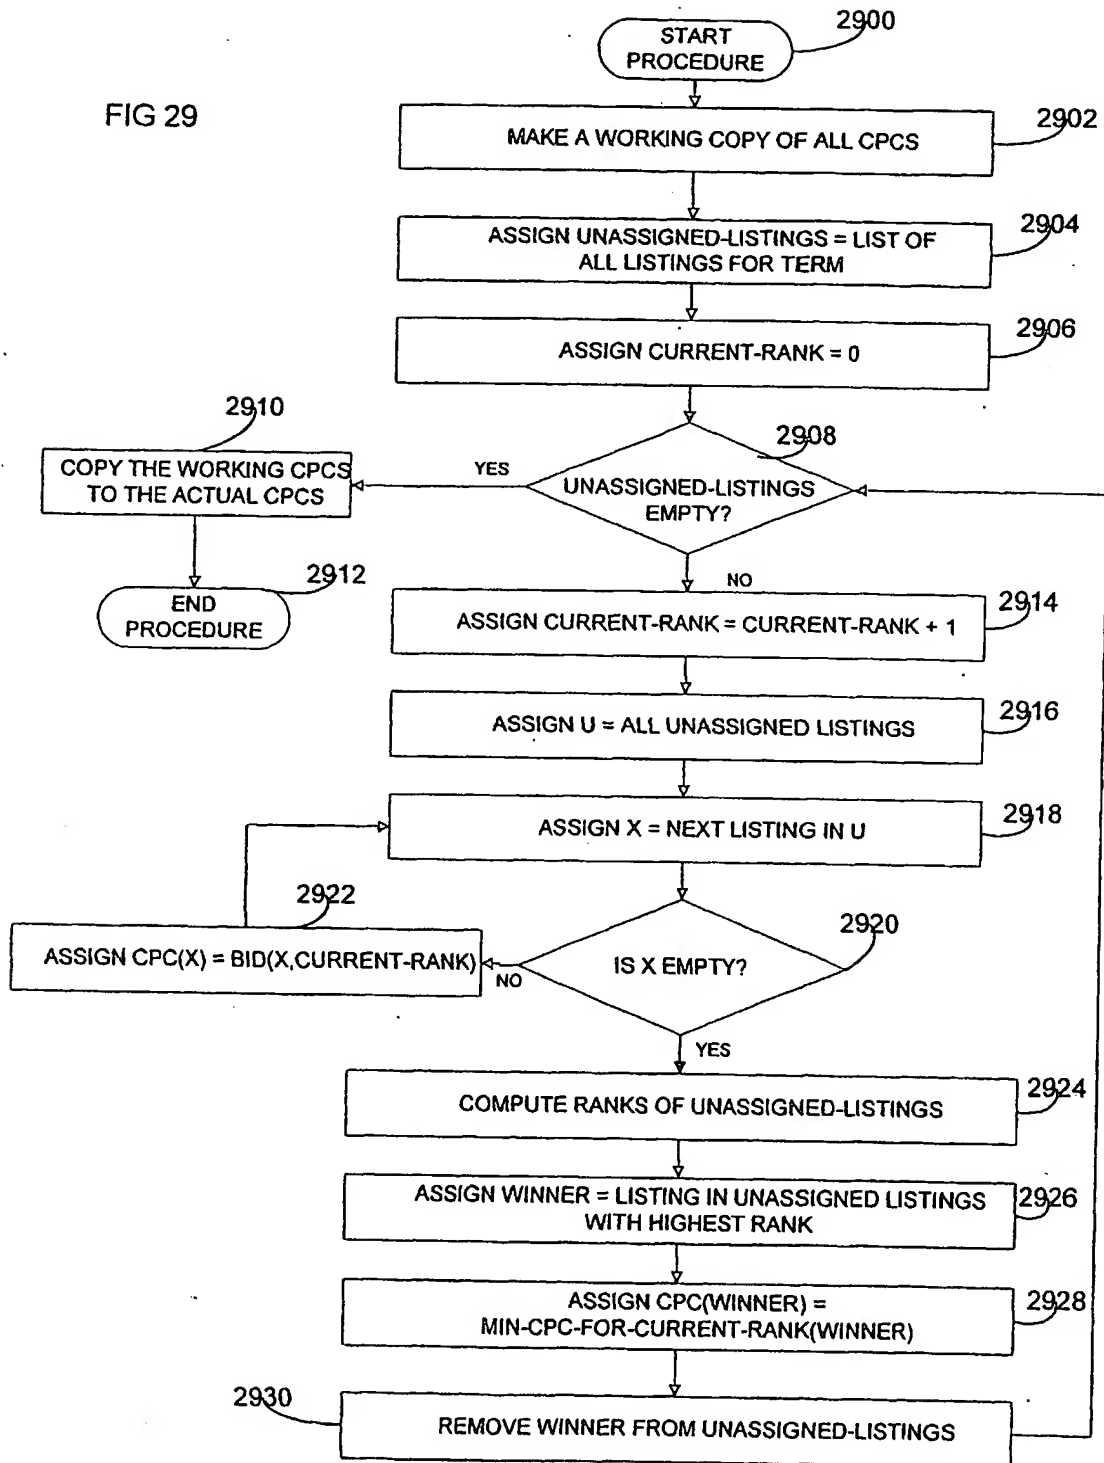 2900
START
PROCEDURE
FIG 29
2902
MAKE A WORKING COPY OF ALL CPCS
2904
ASSIGN UNASSIGNED-LISTINGS = LIST OF
ALL LISTINGS FOR TERM
2906
ASSIGN CURRENT-RANK = 0
2910
2908
COPY THE WORKING CPCS
TO THE ACTUAL CPCS
YES
UNASSIGNED-LISTINGS
EMPTY?
2912
END
PROCEDURE
NO
2914
ASSIGN CURRENT-RANK = CURRENT-RANK + 1
2916
ASSIGN U = ALL UNASSIGNED LISTINGS
2918
ASSIGN X = NEXT LISTING IN U
2922
2920
ASSIGN CPC(X) = BID(X,CURRENT-RANK)
NO
IS X EMPTY?
YES
2924
COMPUTE RANKS OF UNASSIGNED-LISTINGS
2926
ASSIGN WINNER = LISTING IN UNASSIGNED LISTINGS
WITH HIGHEST RANK
2928
ASSIGN CPC(WINNER) =
MIN-CPC-FOR-CURRENT-RANK(WINNER)
2930
REMOVE WINNER FROM UNASSIGNED-LISTINGS